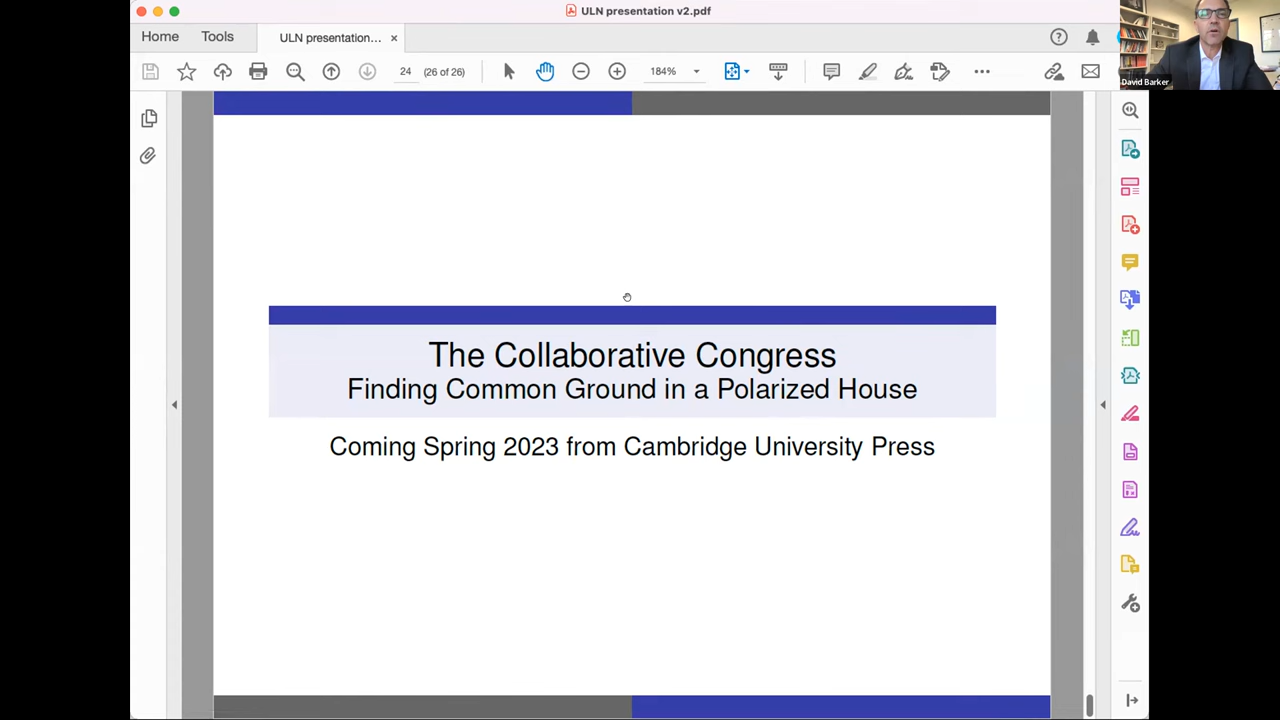 ULN presentation v2.pdf
Home
Tools
ULN presentation...
24
(26 of 26)
184%
David Barker
The Collaborative Congress
Finding Common Ground in a Polarized House
Coming Spring 2023 from Cambridge University Press